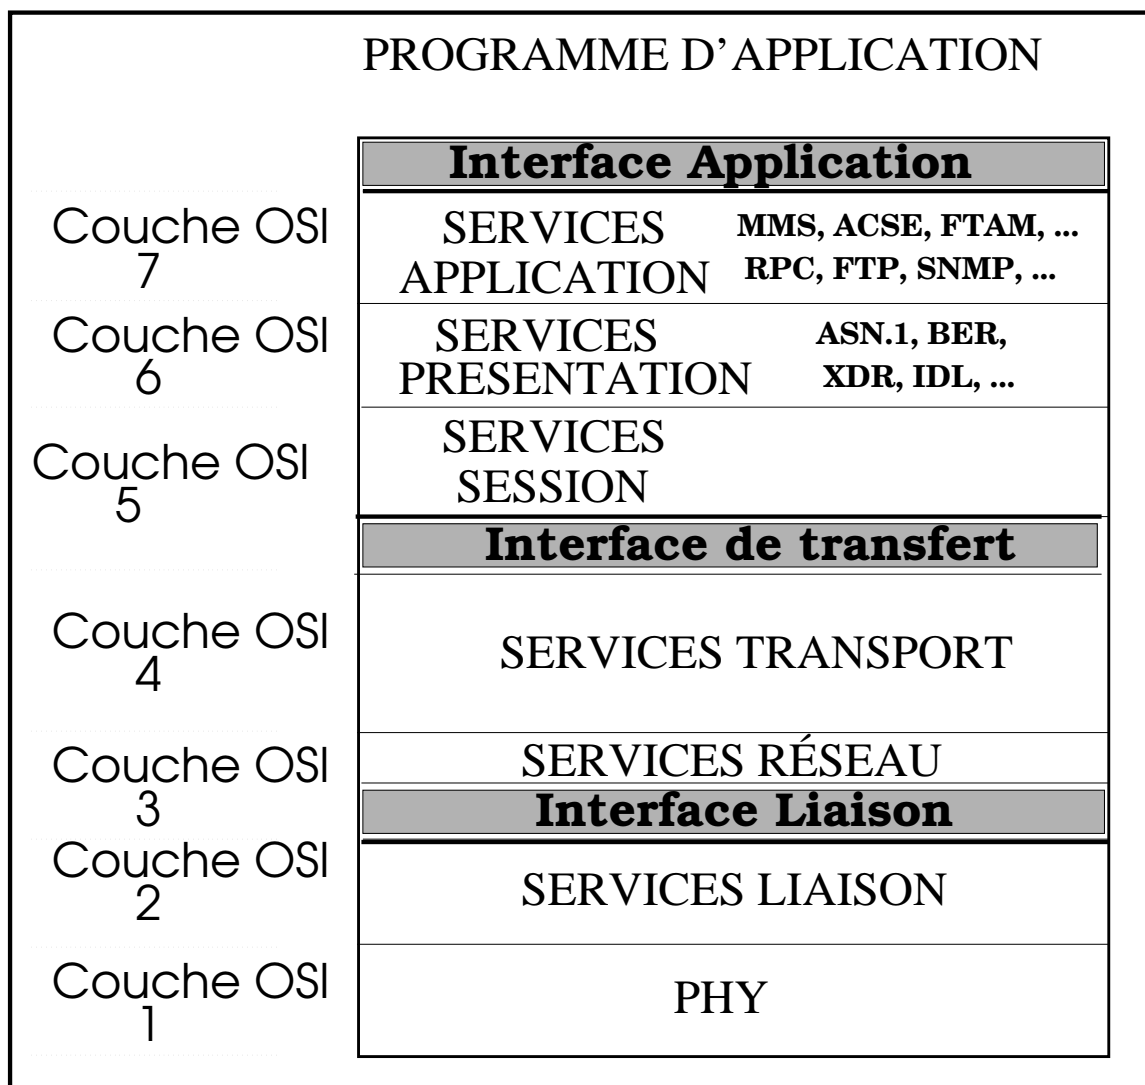 PROGRAMME D'APPLICATION
Interface Application
Couche OSI
7
SERVICES
APPLICATION
MMS, ACSE, FTAM, ...
RPC, FTP, SNMP, ...
Couche OSI
6
SERVICES
PRESENTATION
ASN.1, BER,
XDR, IDL, ...
Couche OSI
5
SERVICES
SESSION
Interface de transfert
Couche OSI
4
SERVICES TRANSPORT
Couche OSI
3
SERVICES RÉSEAU
Interface Liaison
Couche OSI
2
SERVICES LIAISON
Couche OSI
1
PHY